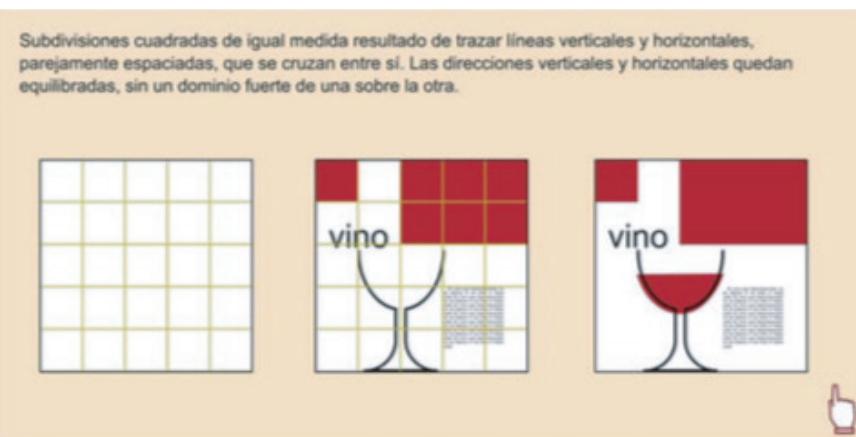 Subdivisiones cuadradas de igual medida resultado de trazar líneas verticales y horizontales,
parejamente espaciadas, que se cruzan entre sí. Las direcciones verticales y horizontales quedan
equilibradas, sin un dominio fuerte de una sobre la otra.
vino
vino